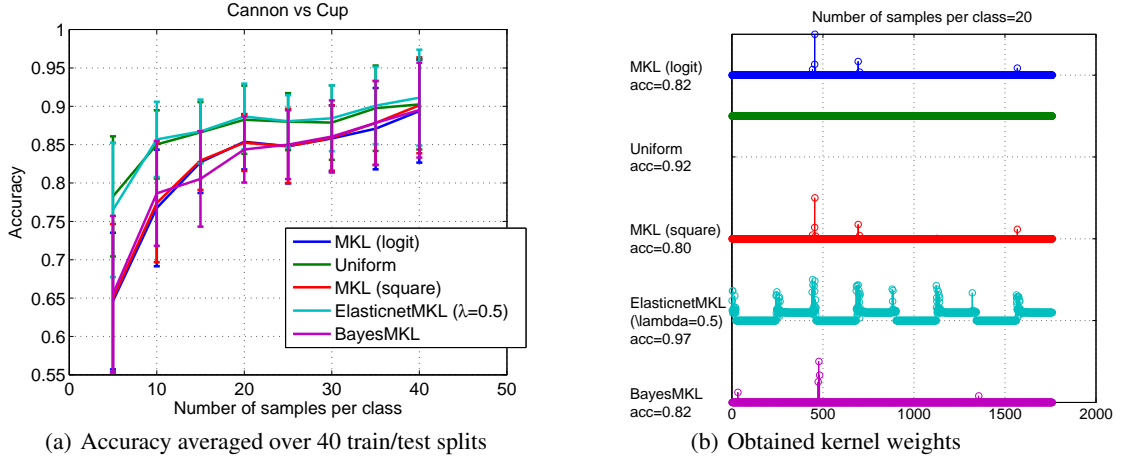 Cannon vs Cup
1
0.95
0.9
0.85
0.8
0.75
0.7
0.65
0.6
0.55
Accuracy
MKL (logit)
Uniform
MKL (square)
ElasticnetMKL (λ=0.5)
BayesMKL
0 10 20 30 40 50
Number of samples per class
(a) Accuracy averaged over 40 train/test splits
Number of samples per class=20
MKL (logit)
acc=0.82
Uniform
acc=0.92
MKL (square)
acc=0.80
ElasticnetMKL
(\lambda=0.5)
acc=0.97
BayesMKL
acc=0.82
0 500 1000 1500 2000
(b) Obtained kernel weights